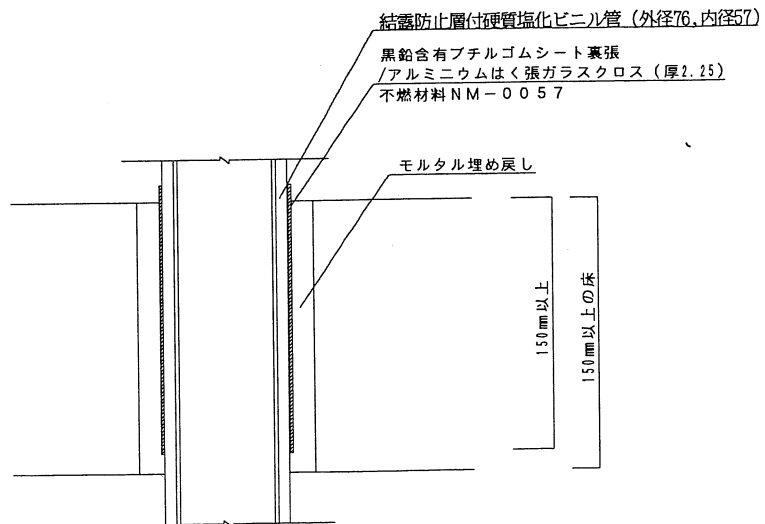 結露防止層付硬質塩化ビニル管（外径76,内径57）
黒鉛含有ブチルゴムシート裏張
/アルミニウムはく張ガラスクロス（厚2.25）
不燃材料NM－0057
モルタル埋め戻し
150mm以上
150mm以上の床